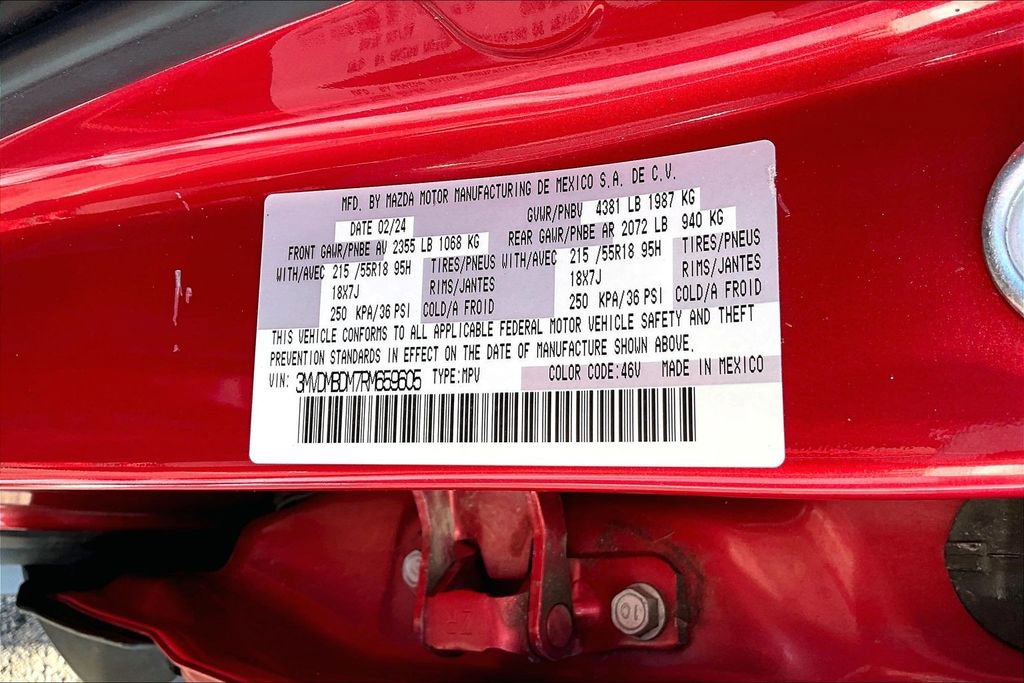 MFD. BY MAZDA MOTOR MANUFACTURING DE MEXICO S.A. DE C.V.
DATE 02/24 GVWR/PNBV 4381 LB 1987 KG
FRONT GAWR/PNBE AV 2355 LB 1068 KG REAR GAWR/PNBE AR 2072 LB 940 KG
WITH/AVEC 215 /55R18 95H TIRES/PNEUS WITH/AVEC 215 /55R18 95H TIRES/PNEUS
18X7J RIMS/JANTES 18X7J RIMS/JANTES
250 KPA/36 PSI COLD/A FROID 250 KPA/36 PSI COLD/A FROID
THIS VEHICLE CONFORMS TO ALL APPLICABLE FEDERAL MOTOR VEHICLE SAFETY AND THEFT
PREVENTION STANDARDS IN EFFECT ON THE DATE OF MANUFACTURE SHOWN ABOVE.
VIN: 3MVDMBDM7RM659605 TYPE:MPV COLOR CODE:46V MADE IN MEXICO
10